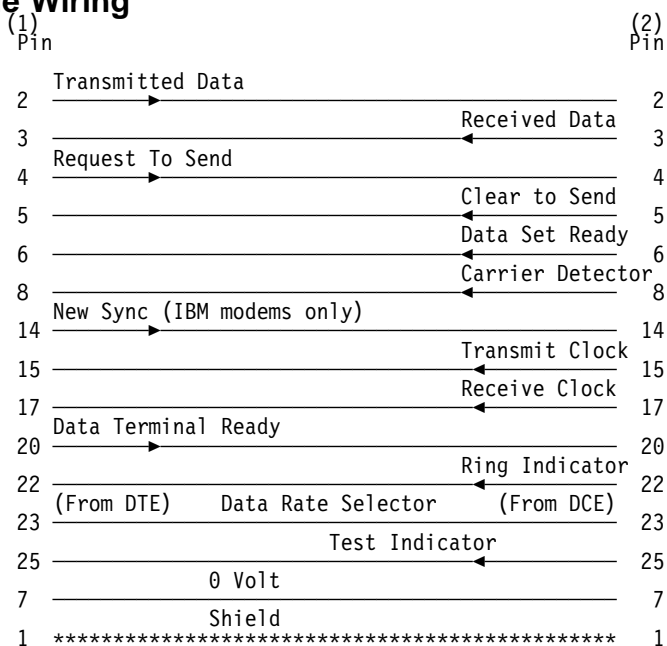 e Wiring
(1) (2)
Pin Pin
Transmitted Data
2 2
Received Data
3 3
Request To Send
4 4
Clear to Send
5 5
Data Set Ready
6 6
Carrier Detector
8 8
New Sync (IBM modems only)
14 14
Transmit Clock
15 15
Receive Clock
17 17
Data Terminal Ready
20 20
Ring Indicator
22 22
(From DTE) Data Rate Selector (From DCE)
23 23
Test Indicator
25 25
0 Volt
7 7
Shield
1 *********************************************** 1